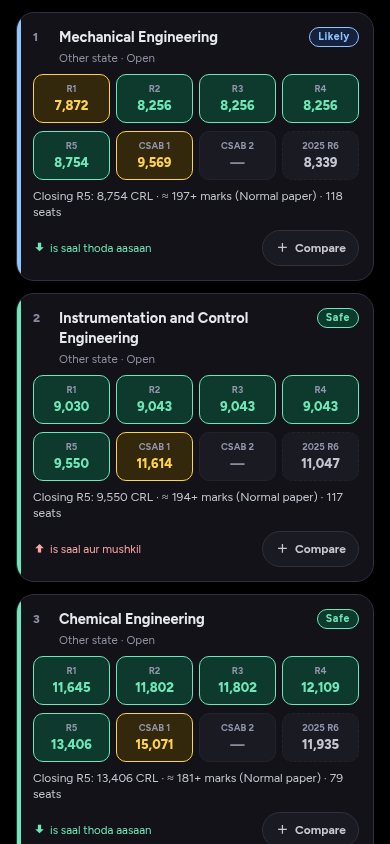 1 Mechanical Engineering Likely
Other state · Open
R1 R2 R3 R4
7,872 8,256 8,256 8,256
R5 CSAB 1 CSAB 2 2025 R6
8,754 9,569 — 8,339
Closing R5: 8,754 CRL · ≈ 197+ marks (Normal paper) · 118
seats
↓ is saal thoda aasaan + Compare
2 Instrumentation and Control Safe
Engineering
Other state · Open
R1 R2 R3 R4
9,030 9,043 9,043 9,043
R5 CSAB 1 CSAB 2 2025 R6
9,550 11,614 — 11,047
Closing R5: 9,550 CRL · ≈ 194+ marks (Normal paper) · 117
seats
↑ is saal aur mushkil + Compare
3 Chemical Engineering Safe
Other state · Open
R1 R2 R3 R4
11,645 11,802 11,802 12,109
R5 CSAB 1 CSAB 2 2025 R6
13,406 15,071 — 11,935
Closing R5: 13,406 CRL · ≈ 181+ marks (Normal paper) · 79
seats
↓ is saal thoda aasaan + Compare